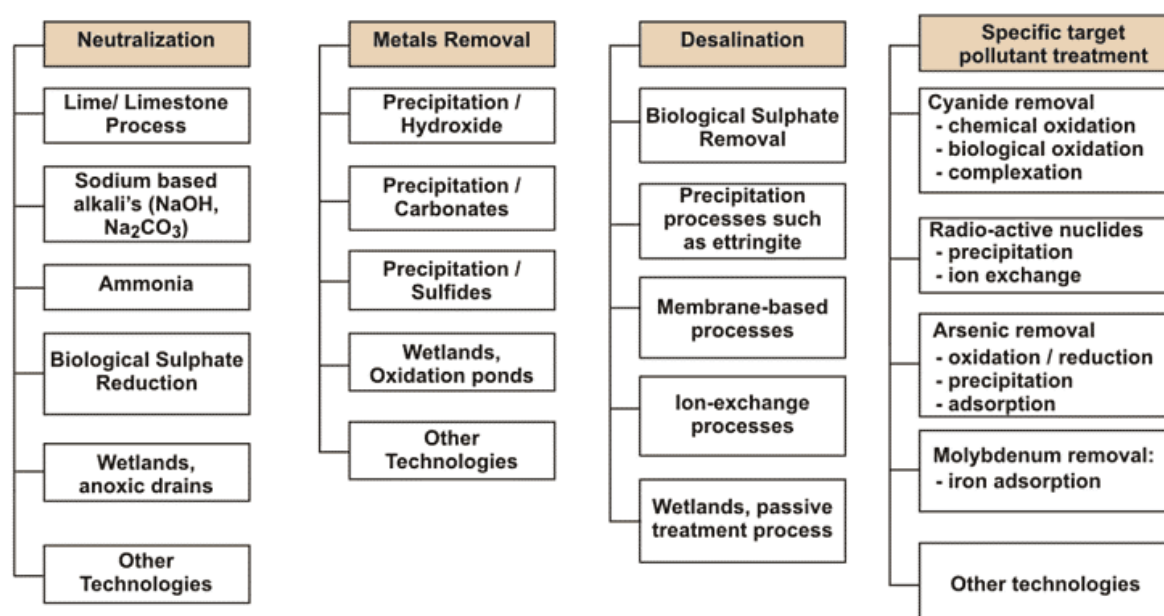 Neutralization
Lime/ Limestone
Process
Sodium based
alkali's (NaOH,
Na₂CO₃)
Ammonia
Biological Sulphate
Reduction
Wetlands,
anoxic drains
Other
Technologies
Metals Removal
Precipitation /
Hydroxide
Precipitation /
Carbonates
Precipitation /
Sulfides
Wetlands,
Oxidation ponds
Other
Technologies
Desalination
Biological Sulphate
Removal
Precipitation
processes such
as ettringite
Membrane-based
processes
Ion-exchange
processes
Wetlands, passive
treatment process
Specific target
pollutant treatment
Cyanide removal
- chemical oxidation
- biological oxidation
- complexation
Radio-active nuclides
- precipitation
- ion exchange
Arsenic removal
- oxidation / reduction
- precipitation
- adsorption
Molybdenum removal:
- iron adsorption
Other technologies